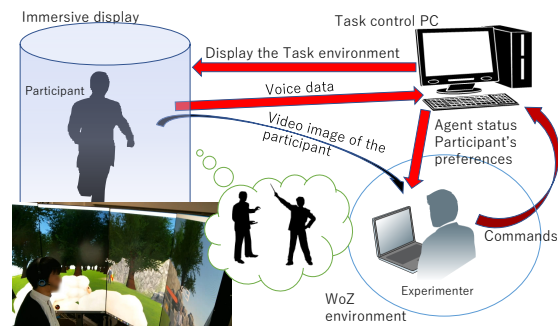 Immersive display
Task control PC
Display the Task environment
Participant
Voice data
Video image of the
participant
Agent status
Participant's
preferences
Commands
Experimenter
WoZ
environment